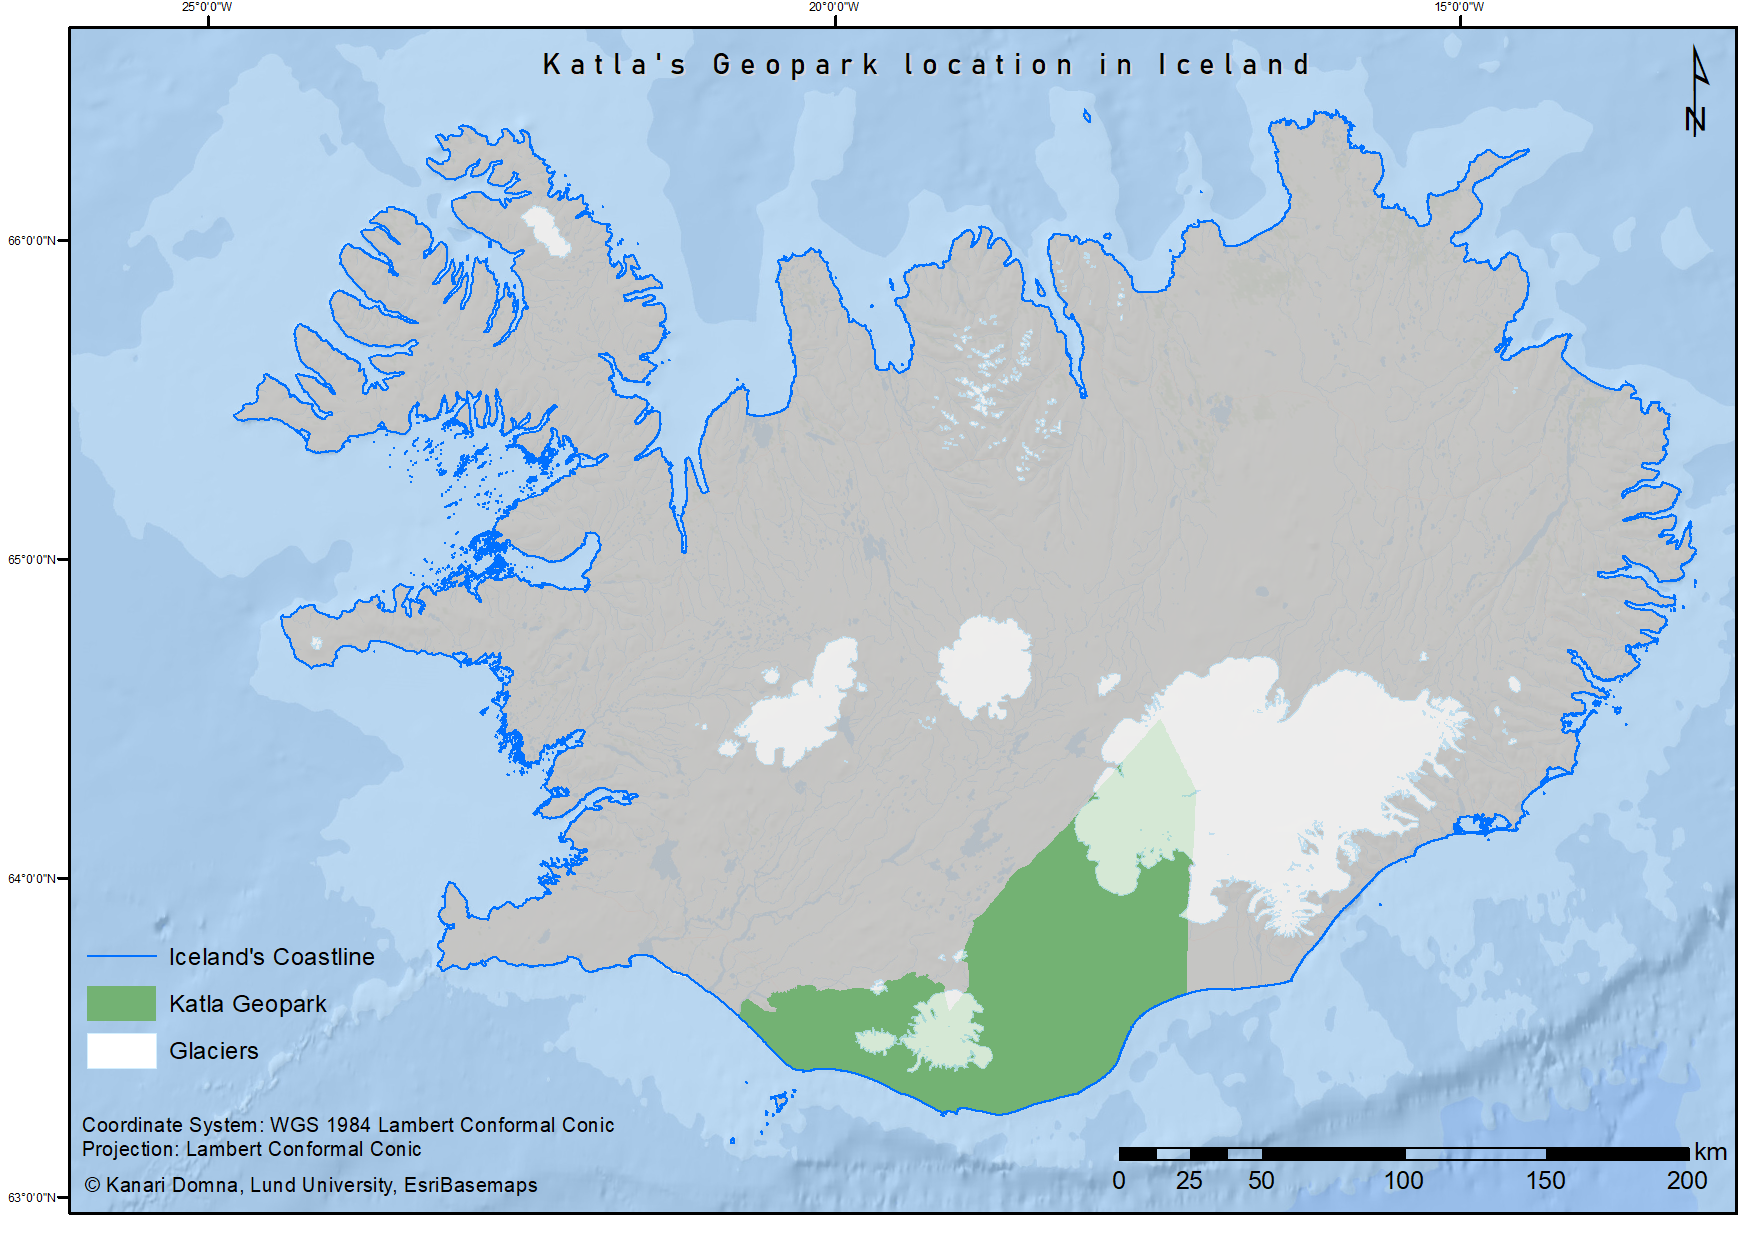 25°0'0"W
20°0'0"W
15°0'0"W
Katla's Geopark location in Iceland
N
66°0'0"N
65°0'0"N
64°0'0"N
63°0'0"N
Iceland's Coastline
Katla Geopark
Glaciers
Coordinate System: WGS 1984 Lambert Conformal Conic
Projection: Lambert Conformal Conic
© Kanari Domna, Lund University, EsriBasemaps
km
0 25 50 100 150 200